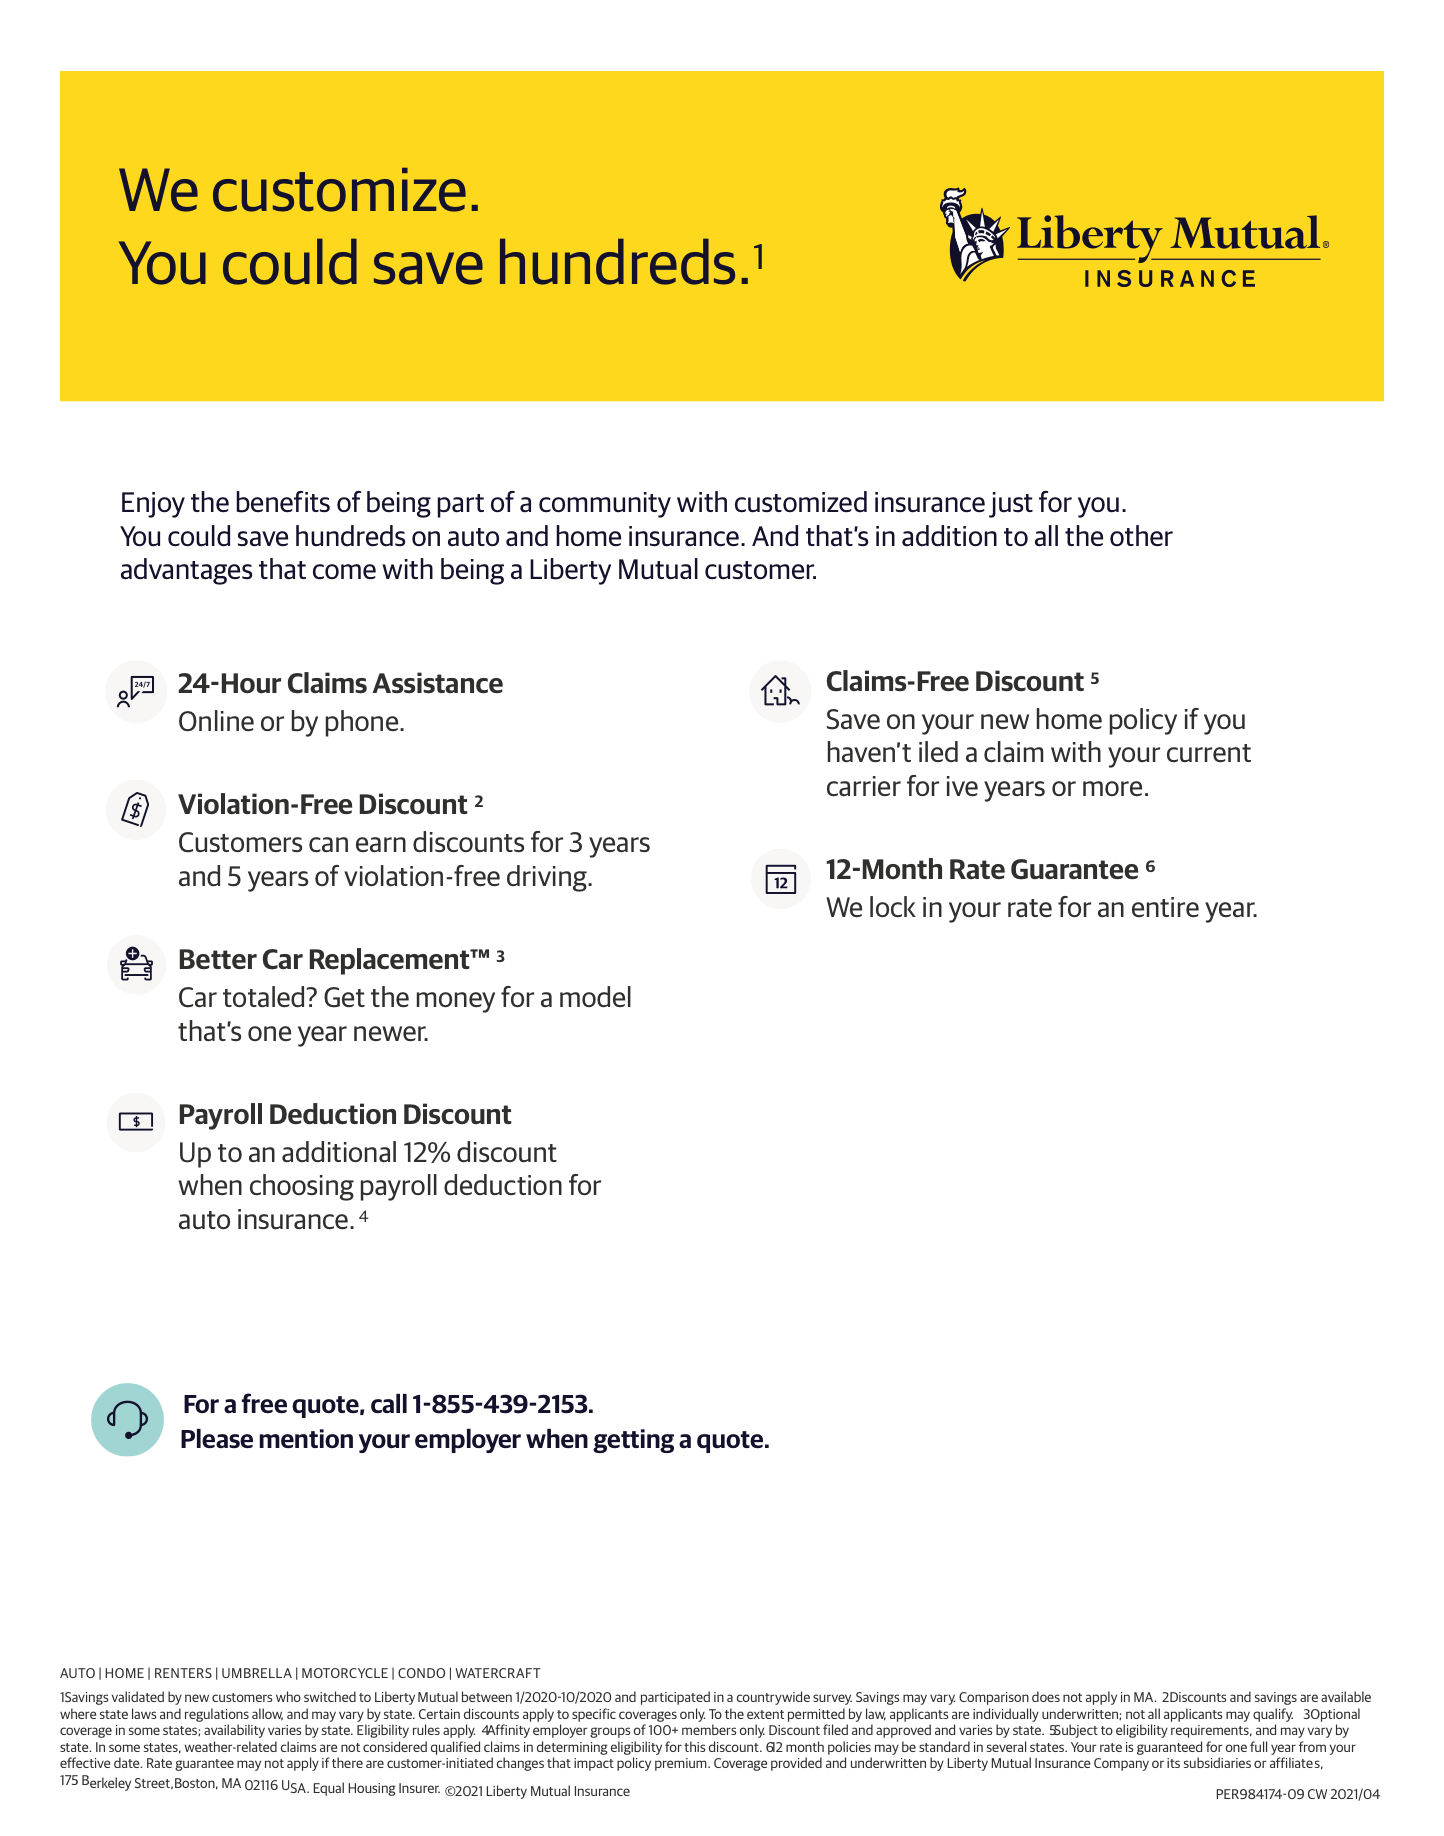 We customize.
You could save hundreds.1
Liberty Mutual®
INSURANCE
Enjoy the benefits of being part of a community with customized insurance just for you.
You could save hundreds on auto and home insurance. And that's in addition to all the other
advantages that come with being a Liberty Mutual customer.
24/7
24-Hour Claims Assistance
Online or by phone.
$
Violation-Free Discount 2
Customers can earn discounts for 3 years
and 5 years of violation-free driving.
Better Car Replacement™ 3
Car totaled? Get the money for a model
that's one year newer.
$
Payroll Deduction Discount
Up to an additional 12% discount
when choosing payroll deduction for
auto insurance. 4
Claims-Free Discount 5
Save on your new home policy if you
haven't iled a claim with your current
carrier for ive years or more.
12
12-Month Rate Guarantee 6
We lock in your rate for an entire year.
For a free quote, call 1-855-439-2153.
Please mention your employer when getting a quote.
AUTO | HOME | RENTERS | UMBRELLA | MOTORCYCLE | CONDO | WATERCRAFT
1Savings validated by new customers who switched to Liberty Mutual between 1/2020-10/2020 and participated in a countrywide survey. Savings may vary. Comparison does not apply in MA. 2Discounts and savings are available
where state laws and regulations allow, and may vary by state. Certain discounts apply to specific coverages only. To the extent permitted by law, applicants are individually underwritten; not all applicants may qualify. 3Optional
coverage in some states; availability varies by state. Eligibility rules apply. 4Affinity employer groups of 100+ members only. Discount filed and approved and varies by state. 5Subject to eligibility requirements, and may vary by
state. In some states, weather-related claims are not considered qualified claims in determining eligibility for this discount. 612 month policies may be standard in several states. Your rate is guaranteed for one full year from your
effective date. Rate guarantee may not apply if there are customer-initiated changes that impact policy premium. Coverage provided and underwritten by Liberty Mutual Insurance Company or its subsidiaries or affiliates,
175 Berkeley Street,Boston, MA 02116 USA. Equal Housing Insurer. ©2021 Liberty Mutual Insurance
PER984174-09 CW 2021/04